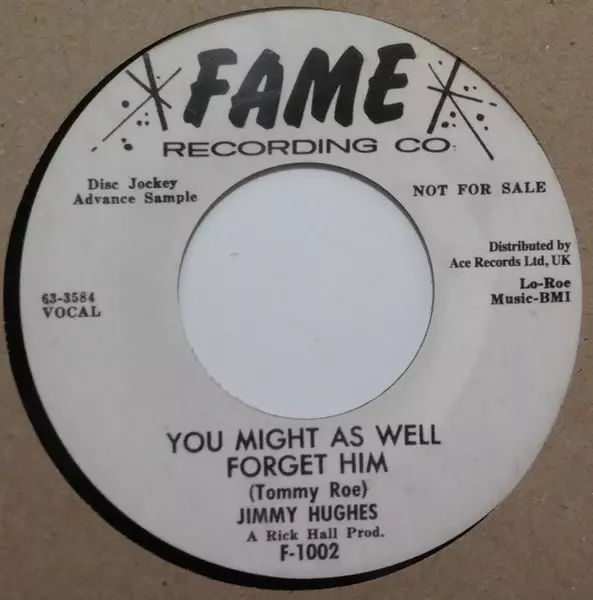 FAME
RECORDING CO.
Disc Jockey
Advance Sample
NOT FOR SALE
Distributed by
Ace Records Ltd, UK
Lo-Roe
Music-BMI
63-3584
VOCAL
YOU MIGHT AS WELL
FORGET HIM
(Tommy Roe)
JIMMY HUGHES
A Rick Hall Prod.
F-1002